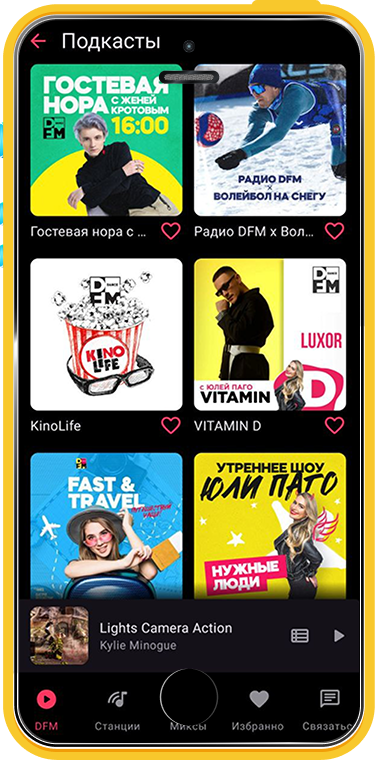 Подкасты
ГОСТЕВАЯ
НОРА С ЖЕНЕЙ
КРОТОВЫМ
16:00
DFM
РАДИО DFM
×
ВОЛЕЙБОЛ НА СНЕГУ
Гостевая нора с ...
Радио DFM x Вол...
DFM
KINO
LIFE
DFM
LUXOR
С ЮЛЕЙ ПАГО
VITAMIN D
KinoLife
VITAMIN D
DFM
FAST &
TRAVEL
УТРЕННЕЕ ШОУ
ЮЛИ ПАГО
НУЖНЫЕ
ЛЮДИ
Lights Camera Action
Kylie Minogue
DFM
Станции
Миксы
Избранно
Связатьс